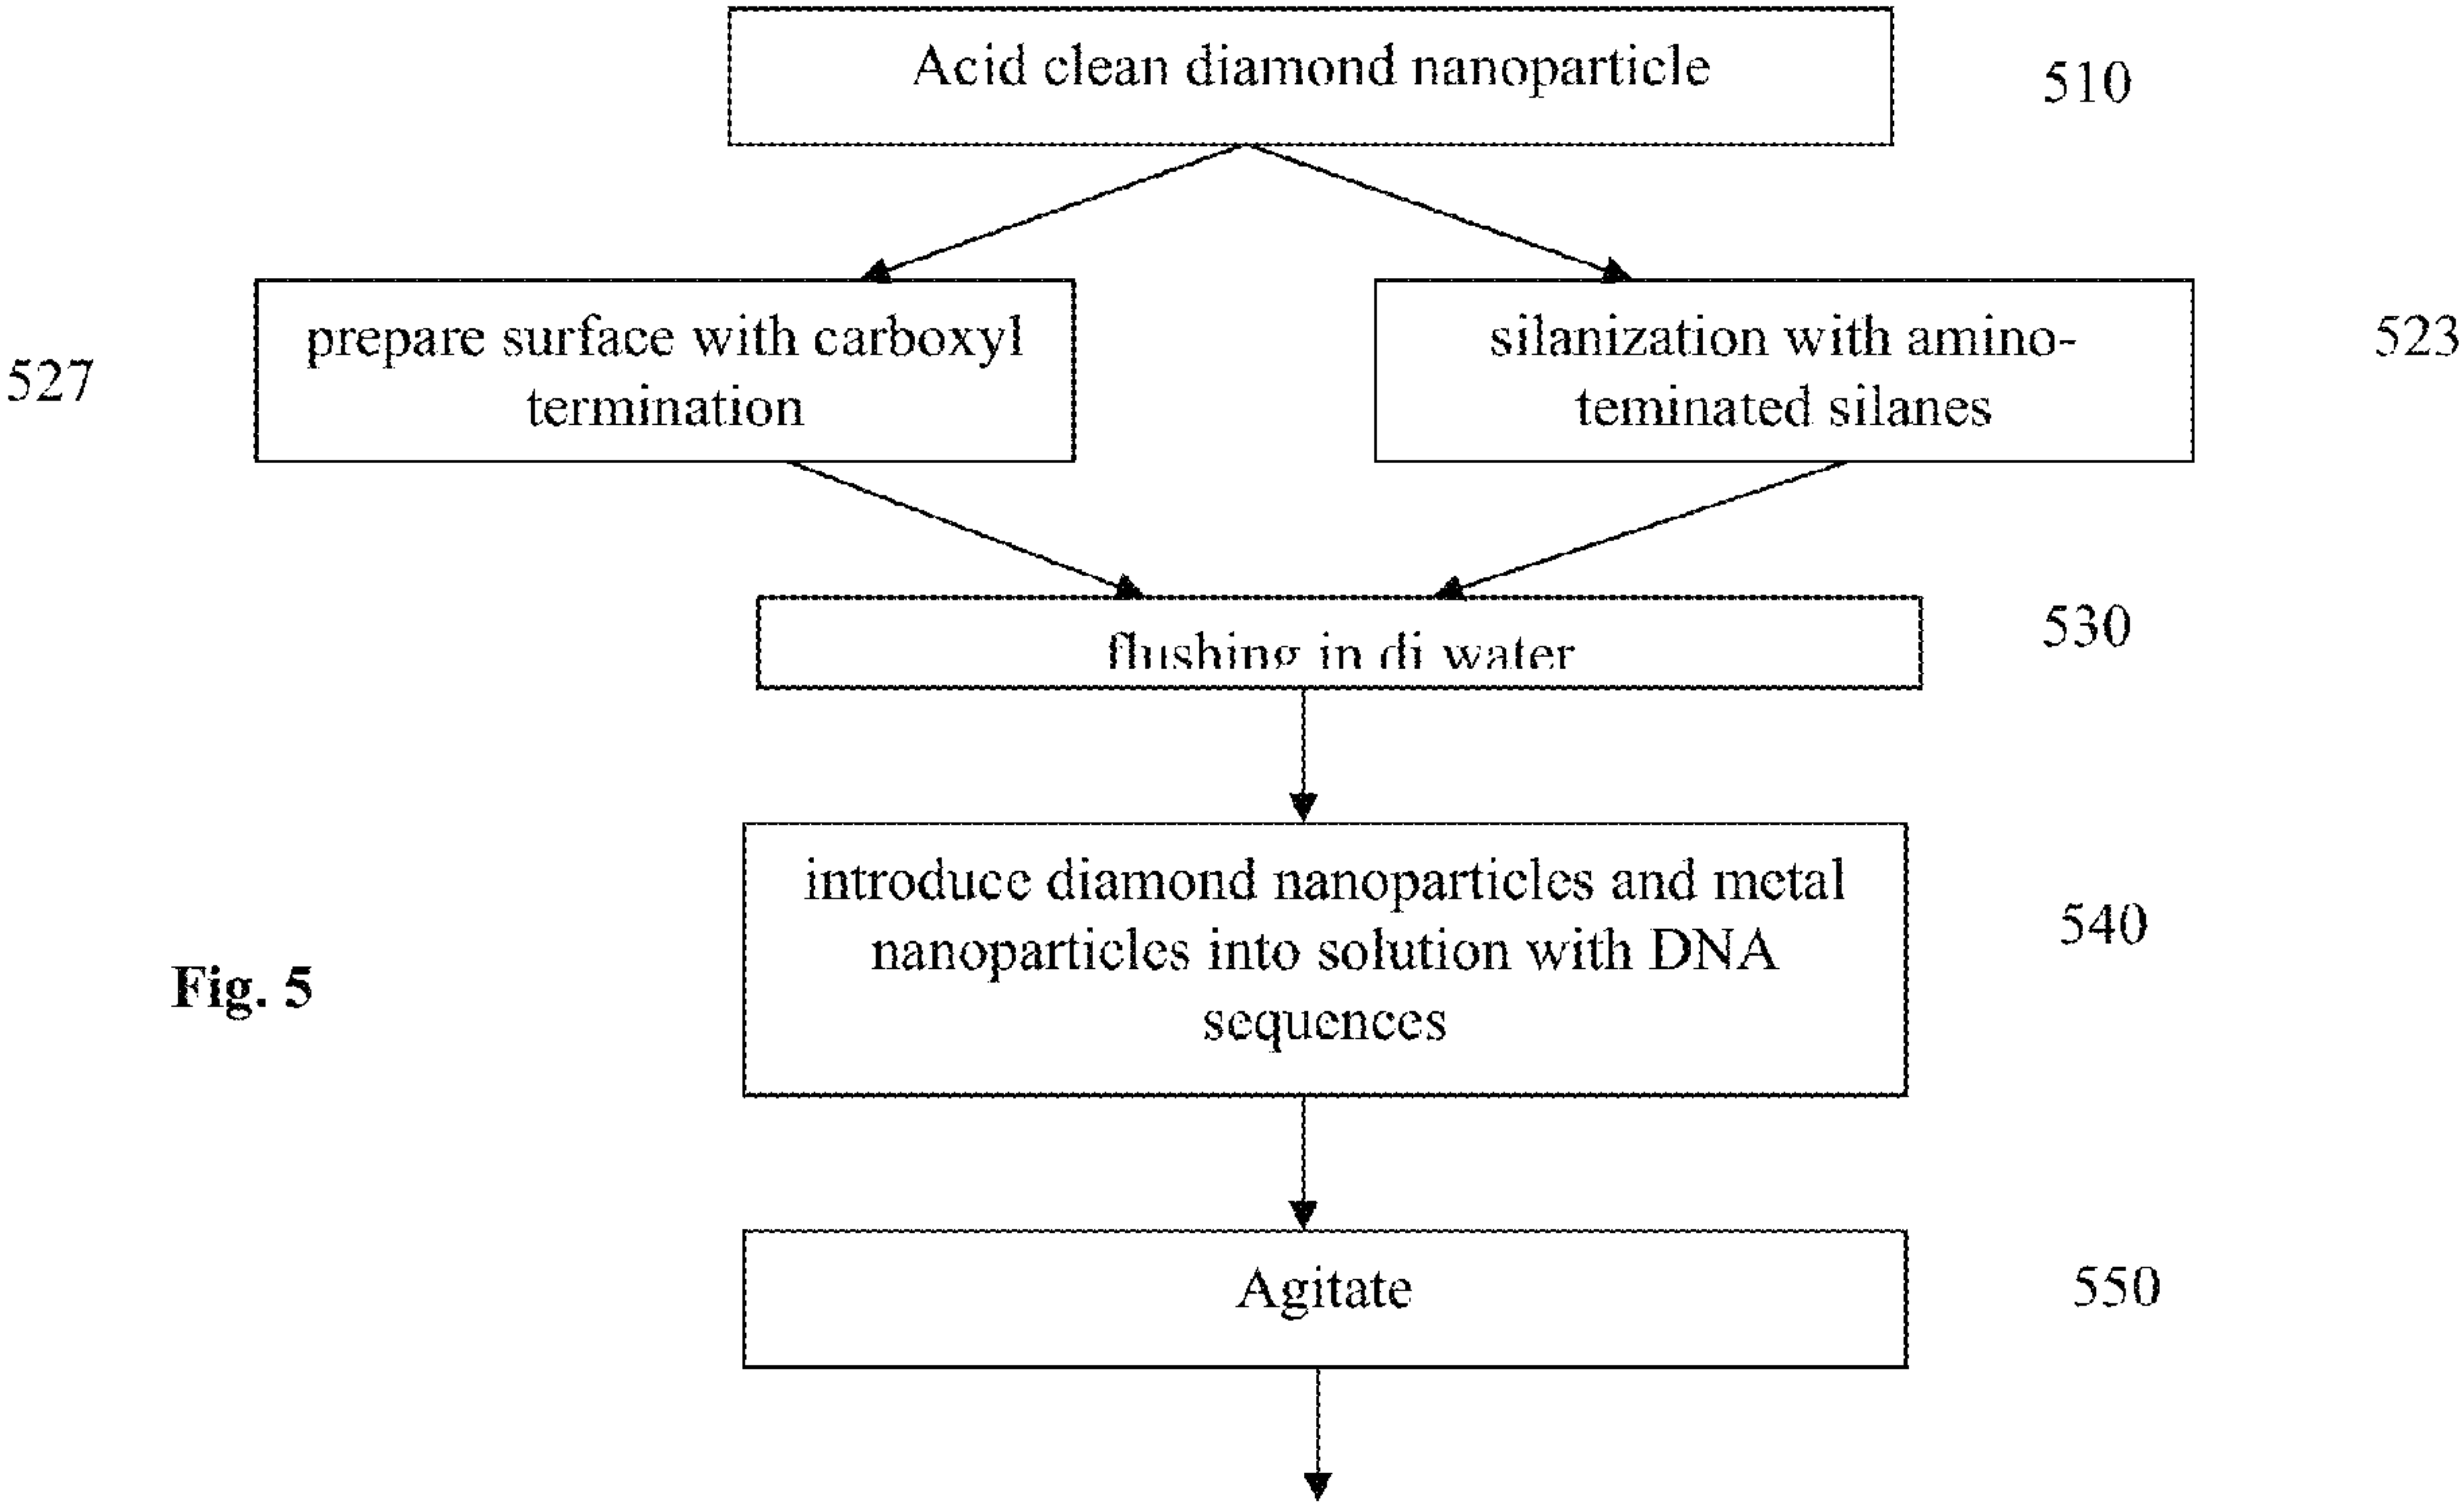 Acid clean diamond nanoparticle
510
prepare surface with carboxyl
termination
527
silanization with amino-
teminated silanes
523
flushing in di water
530
introduce diamond nanoparticles and metal
nanoparticles into solution with DNA
sequences
540
Fig. 5
Agitate
550